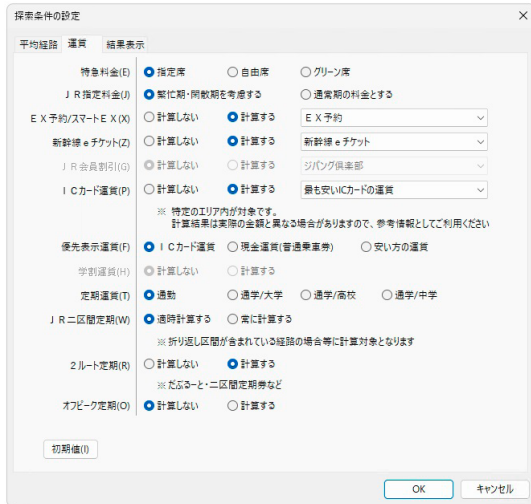 探索条件の設定
平均経路 運賃 結果表示
特急料金(E) 指定席 自由席 グリーン席
ＪＲ指定料金(J) 繁忙期・閑散期を考慮する 通常期の料金とする
ＥＸ予約/スマートＥＸ(X) 計算しない 計算する ＥＸ予約
新幹線ｅチケット(Z) 計算しない 計算する 新幹線ｅチケット
ＪＲ会員割引(G) 計算しない 計算する ジパング倶楽部
ＩＣカード運賃(P) 計算しない 計算する 最も安いICカードの運賃
※ 特定のエリア内が対象です。
計算結果は実際の金額と異なる場合がありますので、参考情報としてご利用ください
優先表示運賃(F) ＩＣカード運賃 現金運賃(普通乗車券) 安い方の運賃
学割運賃(H) 計算しない 計算する
定期運賃(T) 通勤 通学/大学 通学/高校 通学/中学
ＪＲ二区間定期(W) 適時計算する 常に計算する
※折り返し区間が含まれている経路の場合等に計算対象となります
２ルート定期(R) 計算しない 計算する
※だぶるーと・二区間定期券など
オフピーク定期(O) 計算しない 計算する
初期値(I)
OK キャンセル